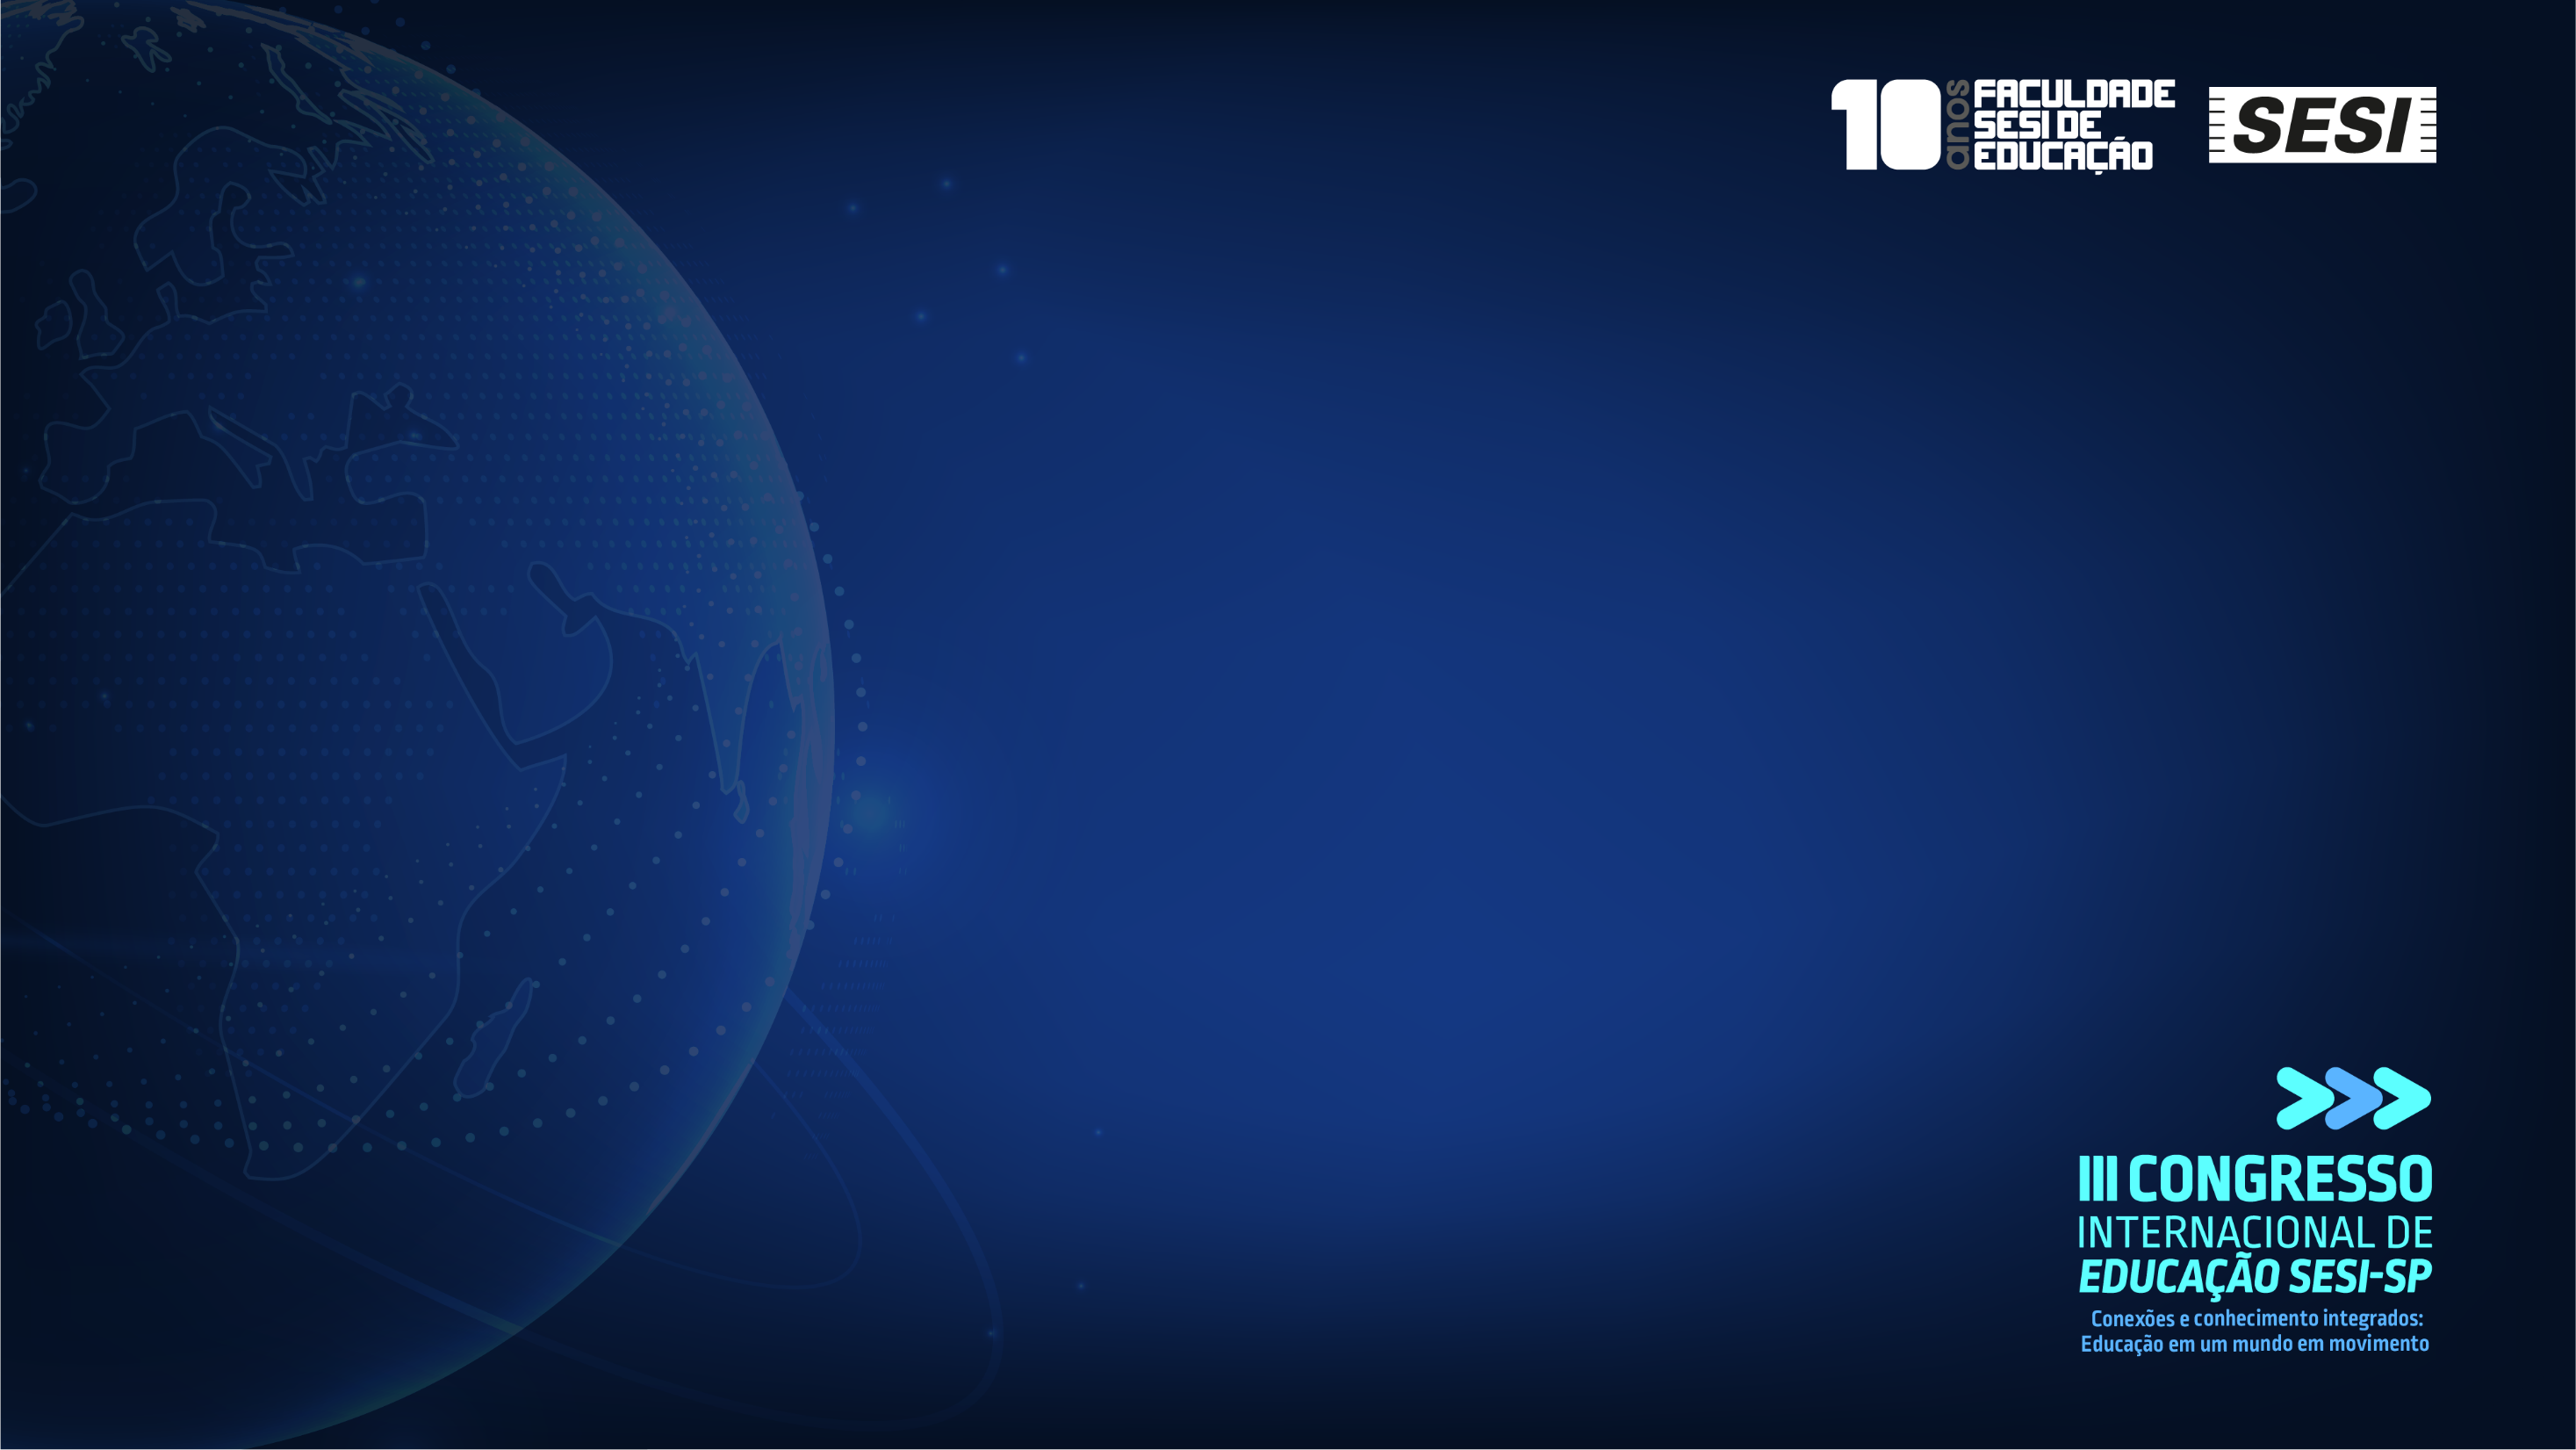 10 anos
FACULDADE
SESI DE
EDUCAÇÃO
SESI
III CONGRESSO
INTERNACIONAL DE
EDUCAÇÃO SESI-SP
Conexões e conhecimento integrados:
Educação em um mundo em movimento